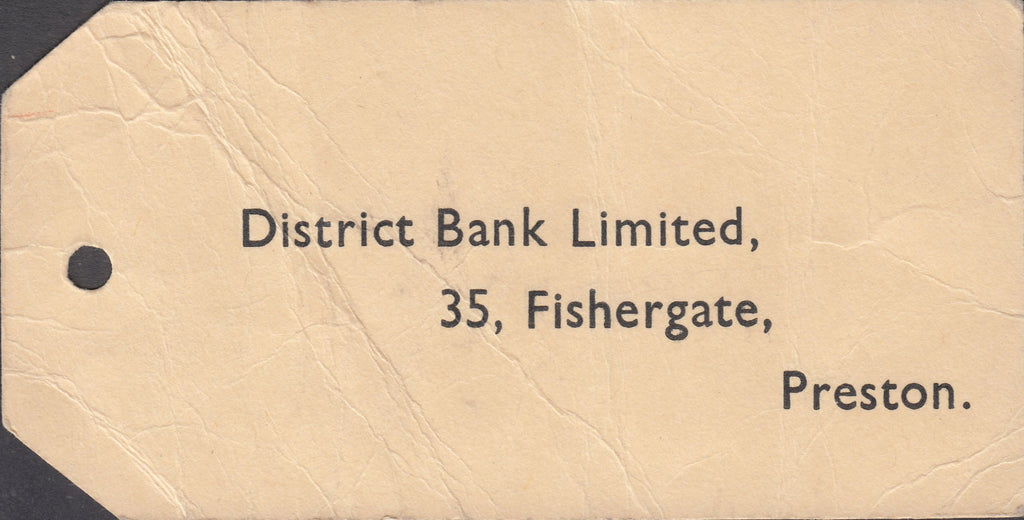 District Bank Limited,
35, Fishergate,
Preston.